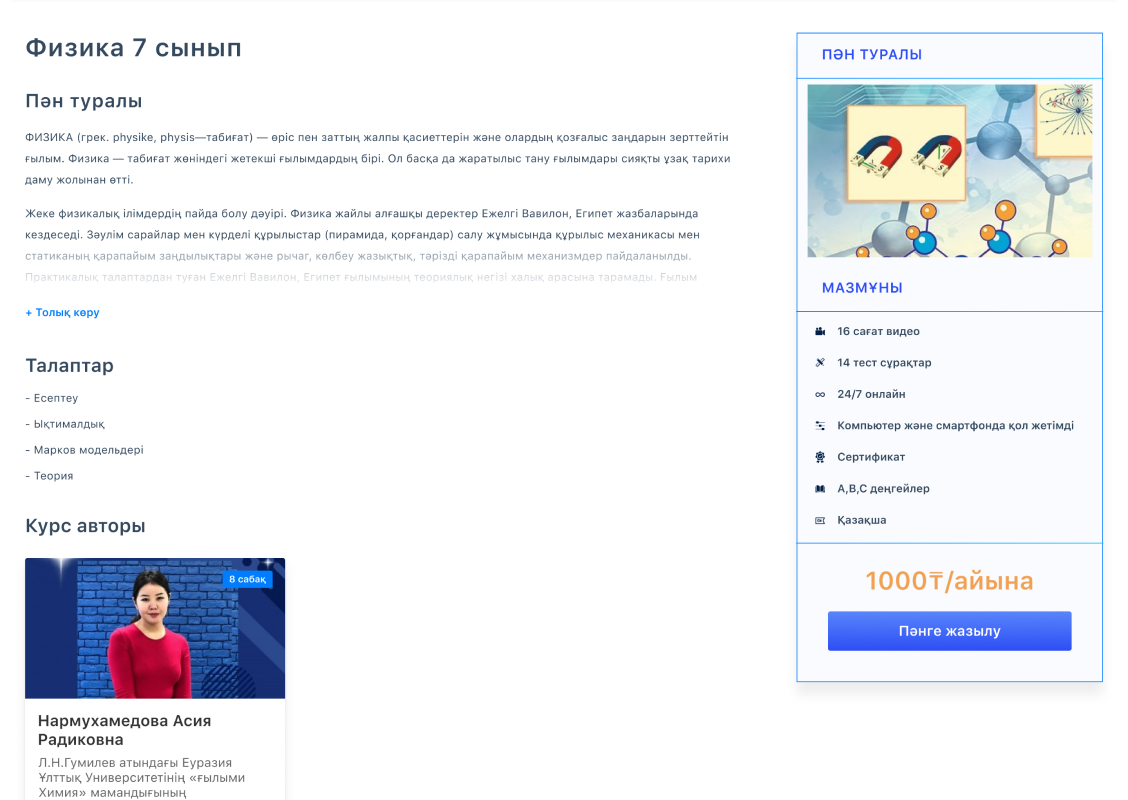 Физика 7 сынып
Пән туралы
ФИЗИКА (грек. physike, physis—табиғат) — өріс пен заттың жалпы қасиеттерін және олардың қозғалыс заңдарын зерттейтін
ғылым. Физика — табиғат жөніндегі жетекші ғылымдардың бірі. Ол басқа да жаратылыс тану ғылымдары сияқты ұзақ тарихи
даму жолынан өтті.
Жеке физикалық ілімдердің пайда болу дәуірі. Физика жайлы алғашқы деректер Ежелгі Вавилон, Египет жазбаларында
кездеседі. Зәулім сарайлар мен күрделі құрылыстар (пирамида, қорғандар) салу жұмысында құрылыс механикасы мен
статиканың қарапайым заңдылықтары және рычаг, көлбеу жазықтық, тәрізді қарапайым механизмдер пайдаланылды.
Практикалық талаптардан туған Ежелгі Вавилон, Египет ғылымының теориялық негізі халық арасына тарамады. Ғылым
+ Толық көру
Талаптар
- Есептеу
- Ықтималдық
- Марков модельдері
- Теория
Курс авторы
8 сабақ
Нармухамедова Асия
Радиковна
Л.Н.Гумилев атындағы Еуразия
Ұлттық Университетінің «ғылыми
Химия» мамандығының
ПӘН ТУРАЛЫ
МАЗМҰНЫ
16 сағат видео
14 тест сұрақтар
24/7 онлайн
Компьютер және смартфонда қол жетімді
Сертификат
А,В,С деңгейлер
Қазақша
1000₸/айына
Пәнге жазылу